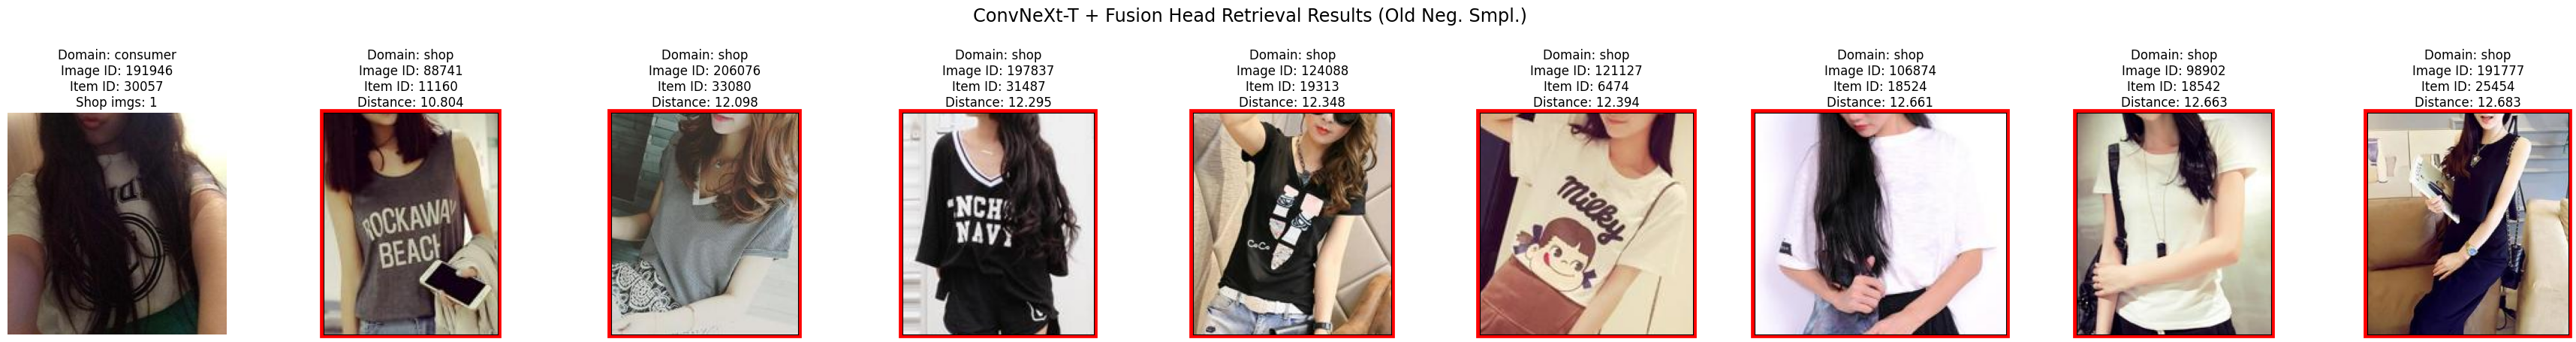 ConvNeXt-T + Fusion Head Retrieval Results (Old Neg. Smpl.)
Domain: consumer
Image ID: 191946
Item ID: 30057
Shop imgs: 1
Domain: shop
Image ID: 88741
Item ID: 11160
Distance: 10.804
ROCKAWAY
BEACH
Domain: shop
Image ID: 206076
Item ID: 33080
Distance: 12.098
Domain: shop
Image ID: 197837
Item ID: 31487
Distance: 12.295
NCH
NAVY
Domain: shop
Image ID: 124088
Item ID: 19313
Distance: 12.348
CoCo
Domain: shop
Image ID: 121127
Item ID: 6474
Distance: 12.394
Milky
Domain: shop
Image ID: 106874
Item ID: 18524
Distance: 12.661
Domain: shop
Image ID: 98902
Item ID: 18542
Distance: 12.663
Domain: shop
Image ID: 191777
Item ID: 25454
Distance: 12.683